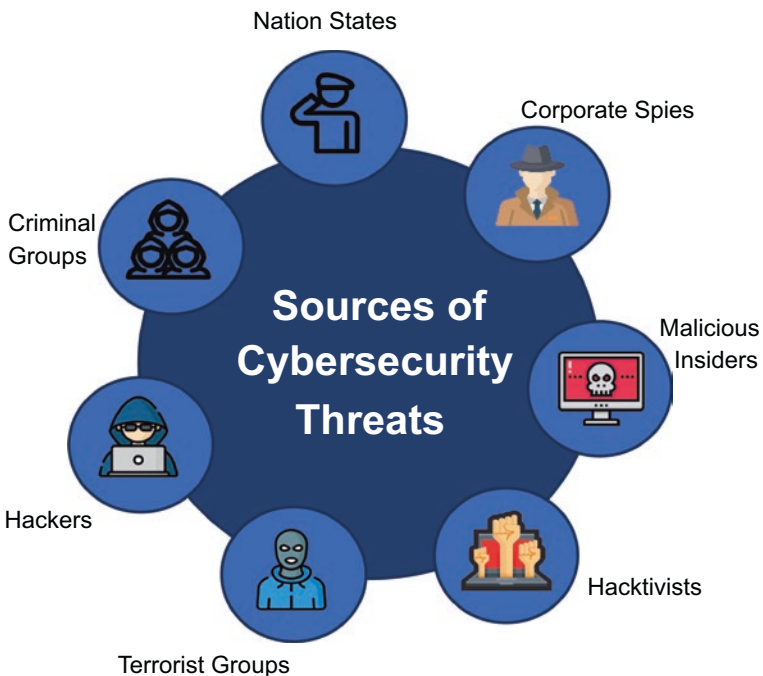 Nation States
Corporate Spies
Criminal
Groups
Sources of
Cybersecurity
Threats
Malicious
Insiders
Hackers
Hacktivists
Terrorist Groups